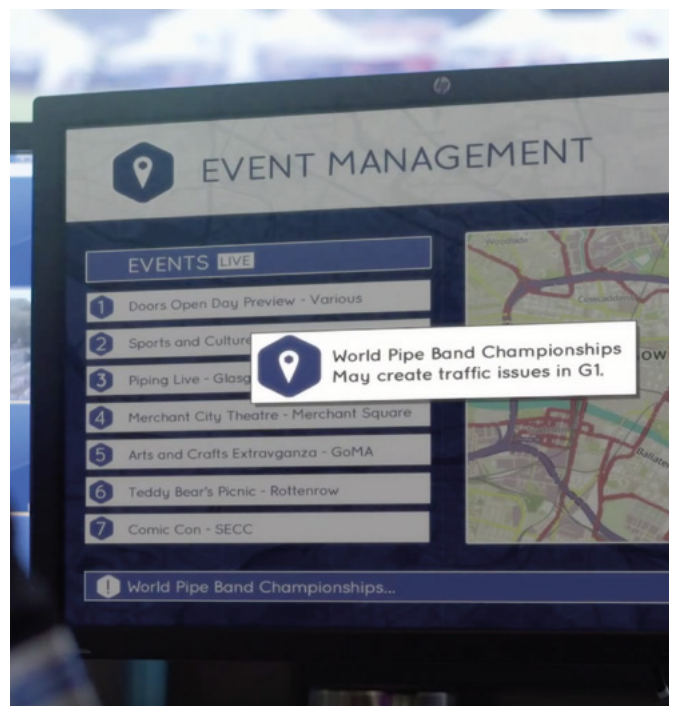 hp
EVENT MANAGEMENT
EVENTS LIVE
1 Doors Open Day Preview - Various
2 Sports and Culture
3 Piping Live - Glasg
4 Merchant City Theatre - Merchant Square
5 Arts and Crafts Extravganza - GoMA
6 Teddy Bear's Picnic - Rottenrow
7 Comic Con - SECC
World Pipe Band Championships
May create traffic issues in G1.
Cowcaddens
ow
! World Pipe Band Championships...